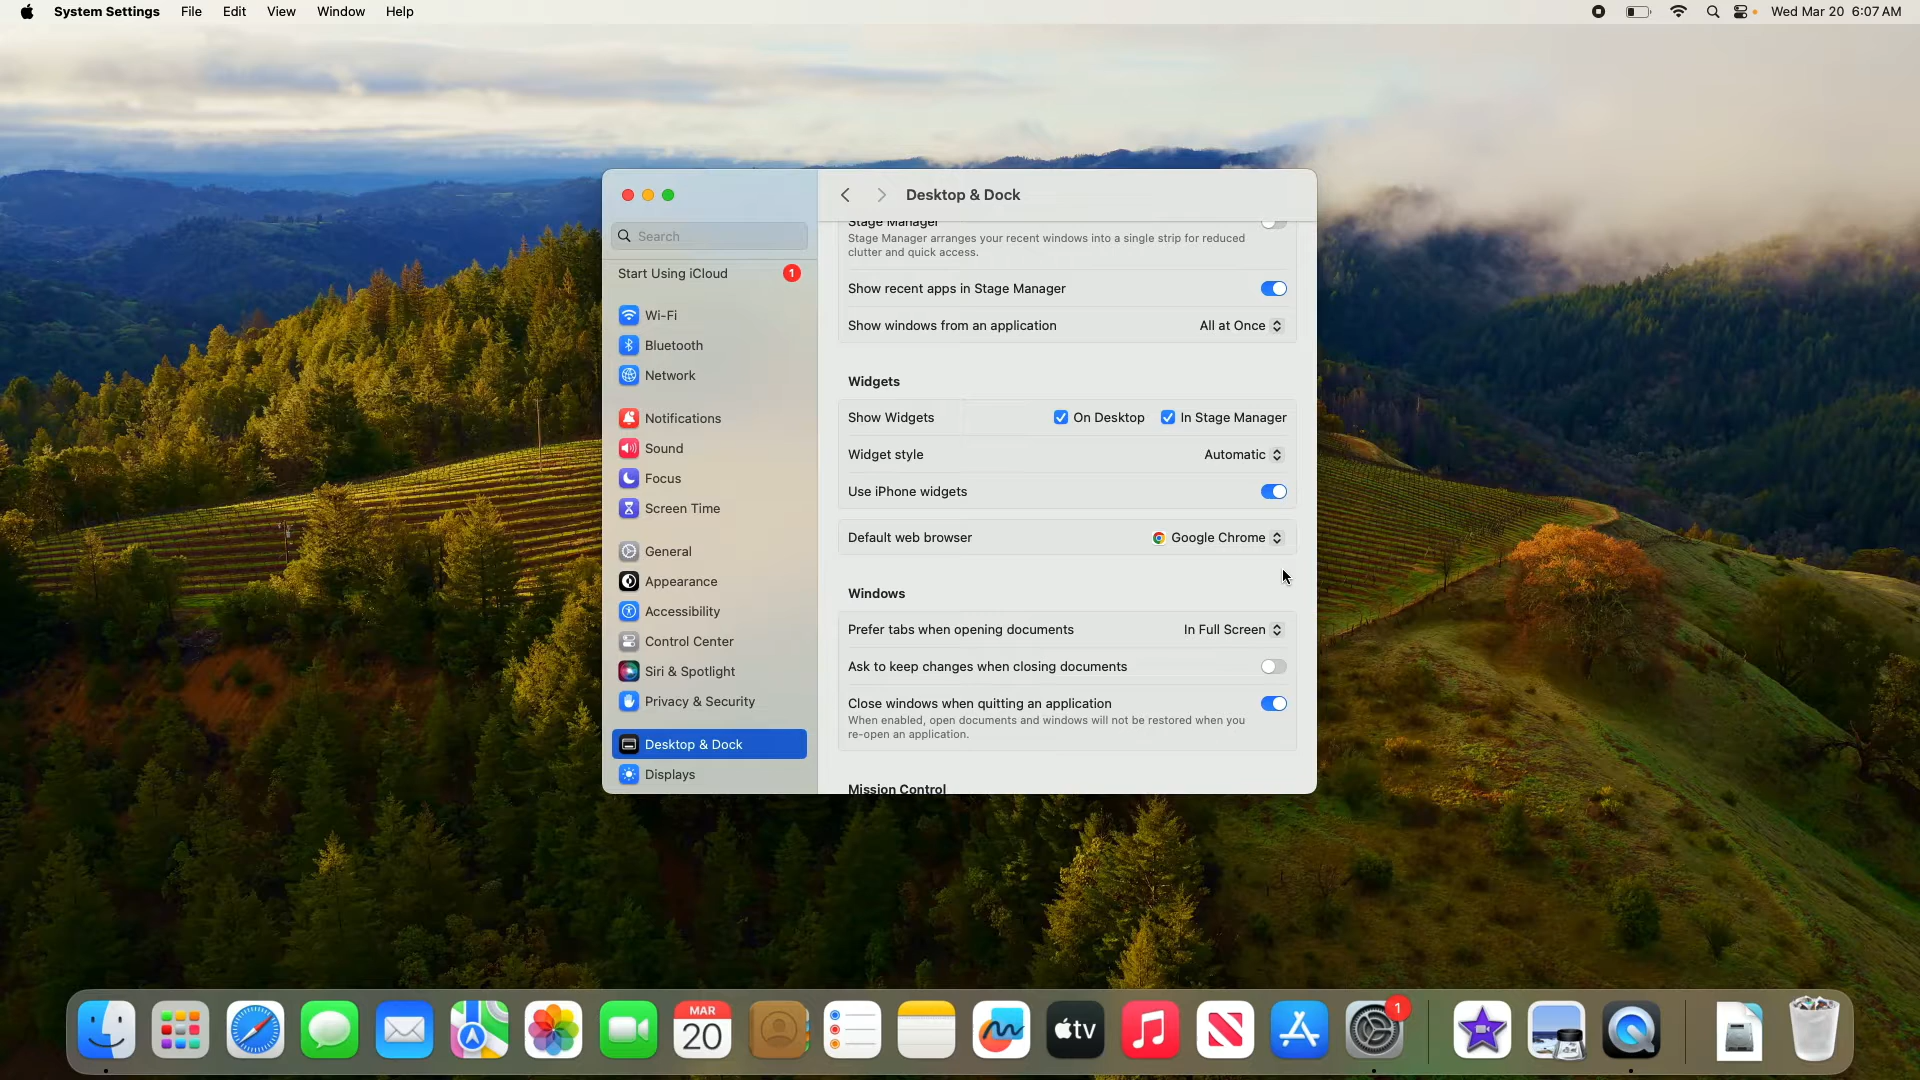 System Settings File Edit View Window Help Wed Mar 20 6:07 AM
Desktop & Dock
Search
Start Using iCloud 1
Wi-Fi
Bluetooth
Network
Notifications
Sound
Focus
Screen Time
General
Appearance
Accessibility
Control Center
Siri & Spotlight
Privacy & Security
Desktop & Dock
Displays
Stage Manager
Stage Manager arranges your recent windows into a single strip for reduced
clutter and quick access.
Show recent apps in Stage Manager
Show windows from an application All at Once
Widgets
Show Widgets On Desktop In Stage Manager
Widget style Automatic
Use iPhone widgets
Default web browser Google Chrome
Windows
Prefer tabs when opening documents In Full Screen
Ask to keep changes when closing documents
Close windows when quitting an application
When enabled, open documents and windows will not be restored when you
re-open an application.
Mission Control
MAR
20
tv
1